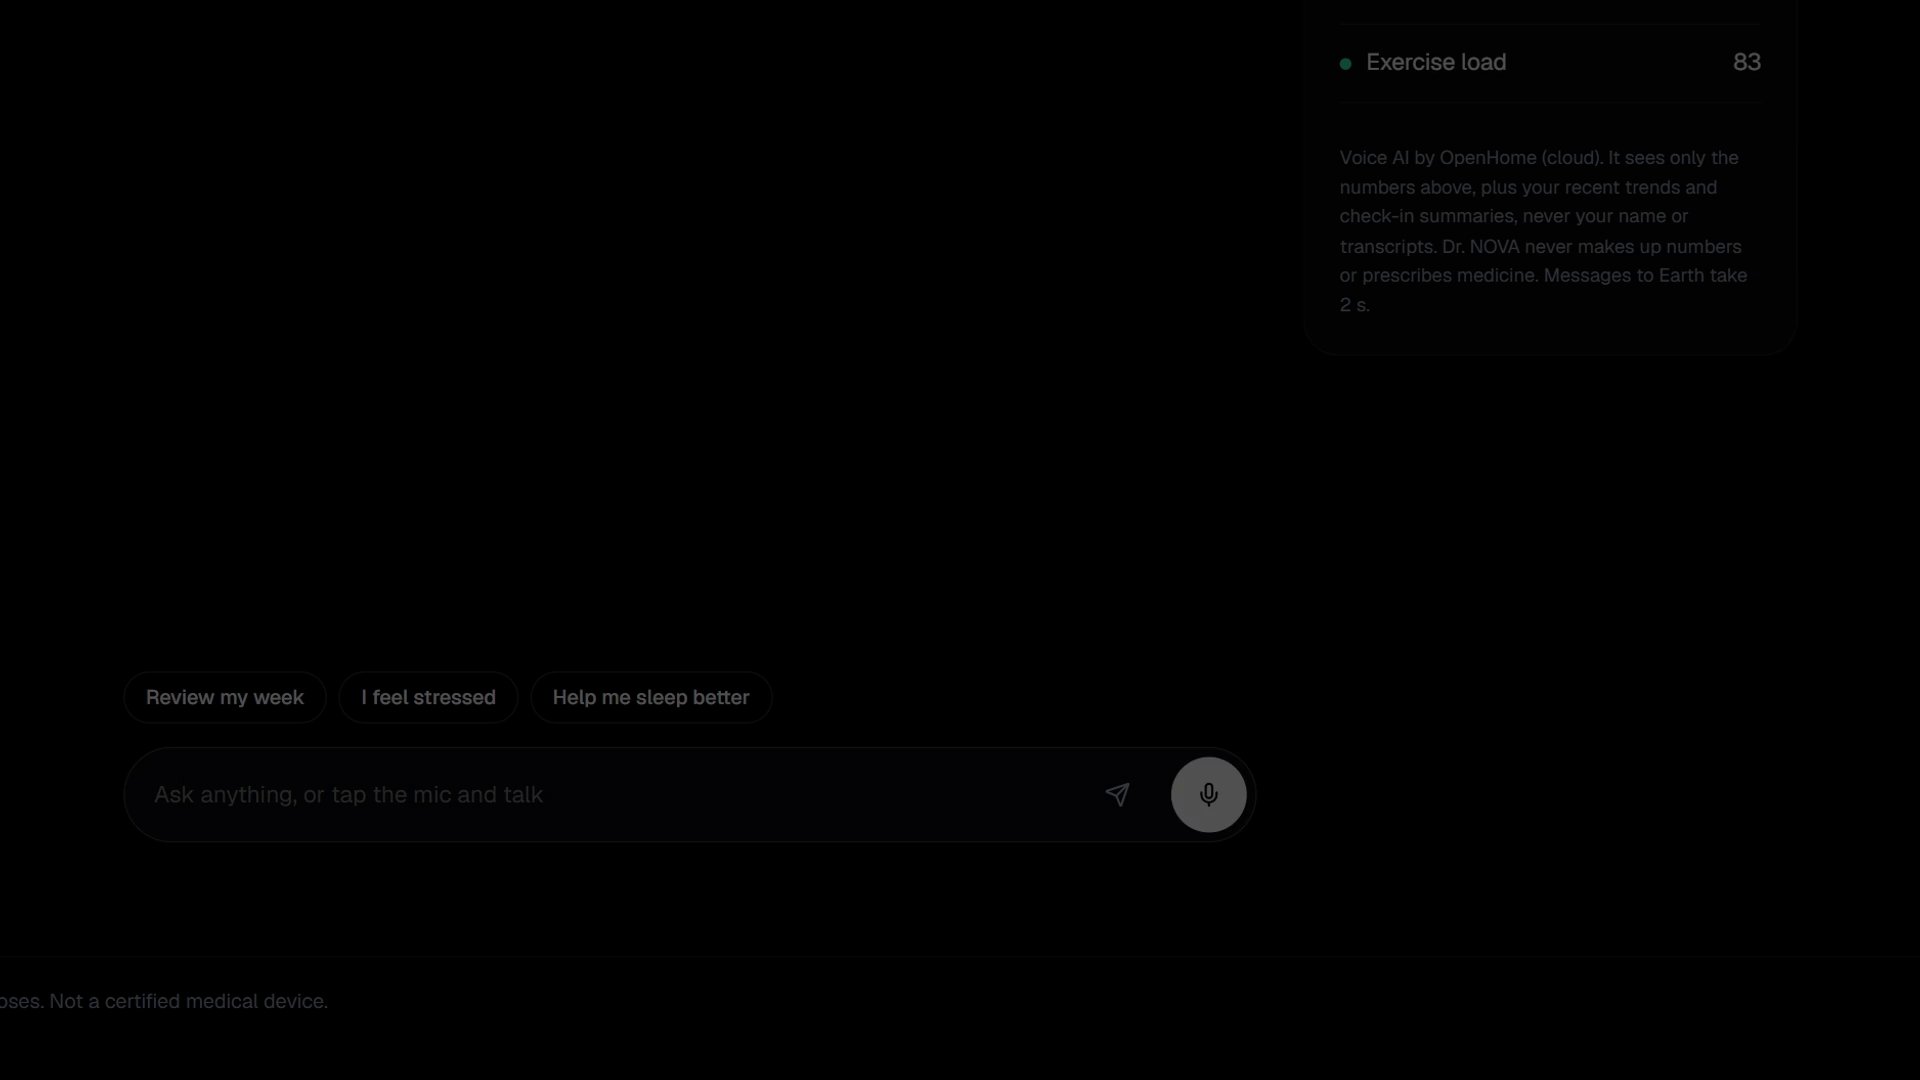 Exercise load 83
Voice AI by OpenHome (cloud). It sees only the
numbers above, plus your recent trends and
check-in summaries, never your name or
transcripts. Dr. NOVA never makes up numbers
or prescribes medicine. Messages to Earth take
2 s.
Review my week I feel stressed Help me sleep better
Ask anything, or tap the mic and talk
Not a certified medical device.